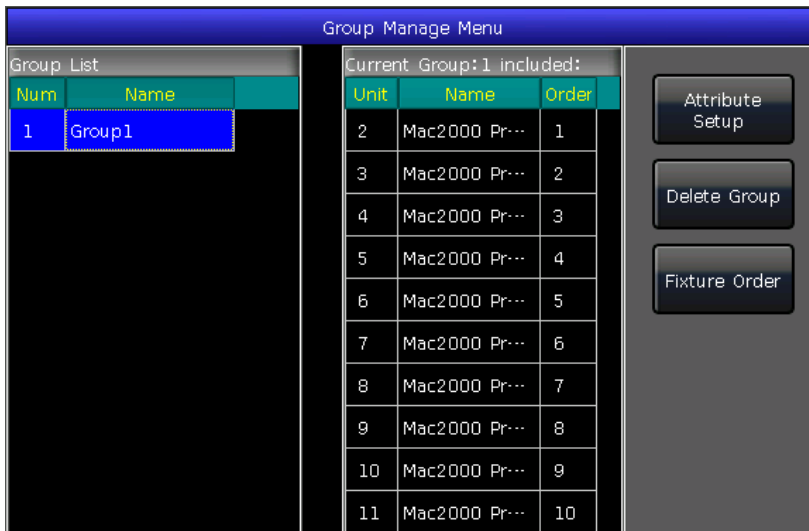 Group Manage Menu
Group List
Num Name
1 Group1
Current Group:1 included:
Unit Name Order
2 Mac2000 Pr··· 1
3 Mac2000 Pr··· 2
4 Mac2000 Pr··· 3
5 Mac2000 Pr··· 4
6 Mac2000 Pr··· 5
7 Mac2000 Pr··· 6
8 Mac2000 Pr··· 7
9 Mac2000 Pr··· 8
10 Mac2000 Pr··· 9
11 Mac2000 Pr··· 10
Attribute
Setup
Delete Group
Fixture Order